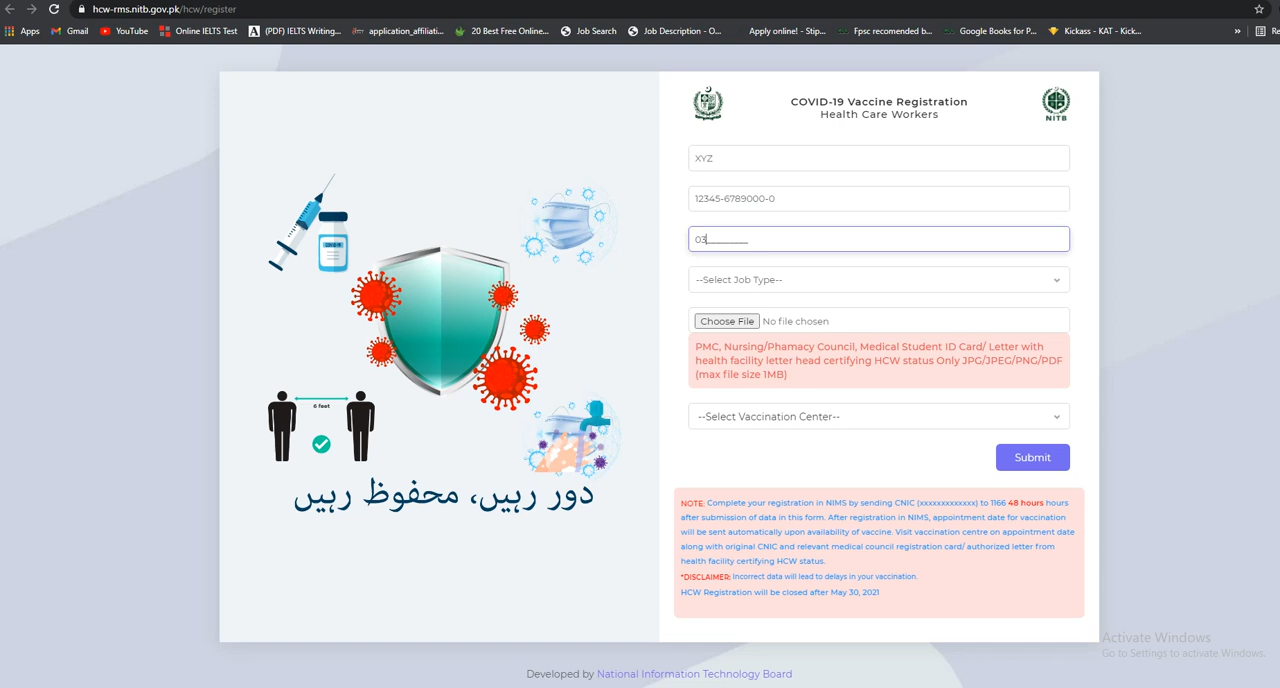 hcw-rms.nitb.gov.pk/hcw/register
Apps Gmail YouTube Online IELTS Test (PDF) IELTS Writing... application_affiliati... 20 Best Free Online... Job Search Job Description - O... Apply online! - Stip... Fpsc recomended b... Google Books for P... Kickass - KAT - Kick... » Re
COVID-19 Vaccine Registration
Health Care Workers
NITB
XYZ
12345-6789000-0
03_________
--Select Job Type--
Choose File No file chosen
PMC, Nursing/Phamacy Council, Medical Student ID Card/ Letter with
health facility letter head certifying HCW status Only JPG/JPEG/PNG/PDF
(max file size 1MB)
--Select Vaccination Center--
Submit
6 feet
دور رہیں، محفوظ رہیں
NOTE: Complete your registration in NIMS by sending CNIC (xxxxxxxxxxxxx) to 1166 48 hours hours
after submission of data in this form. After registration in NIMS, appointment date for vaccination
will be sent automatically upon availability of vaccine. Visit vaccination centre on appointment date
along with original CNIC and relevant medical council registration card/ authorized letter from
health facility certifying HCW status.
*DISCLAIMER: Incorrect data will lead to delays in your vaccination.
HCW Registration will be closed after May 30, 2021
Activate Windows
Go to Settings to activate Windows.
Developed by National Information Technology Board